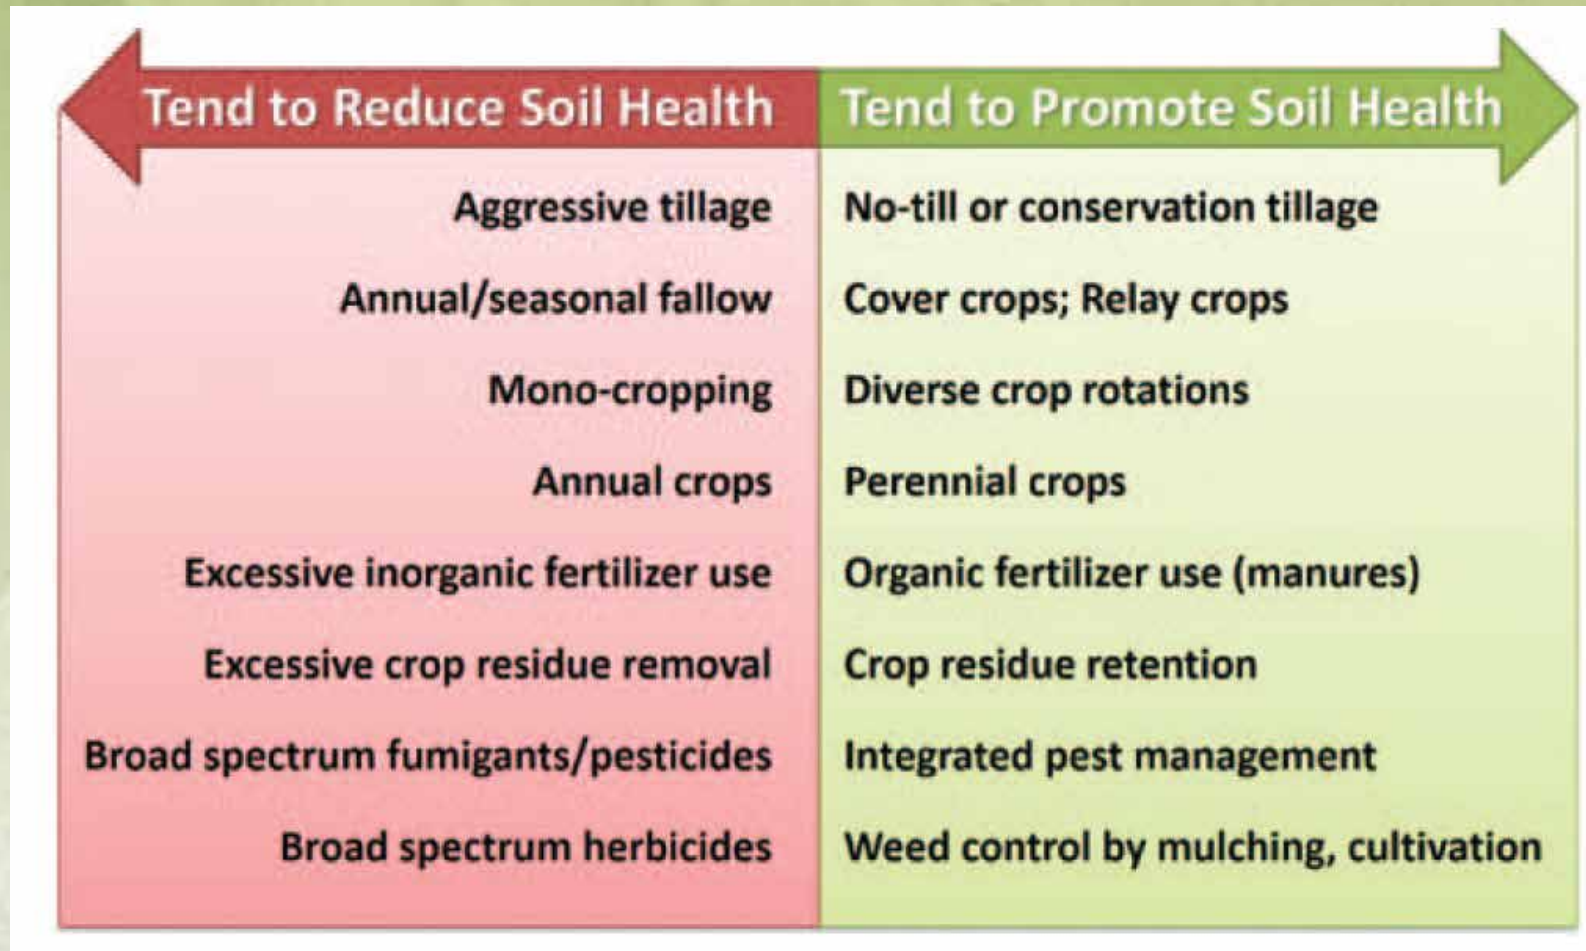 Tend to Reduce Soil Health Tend to Promote Soil Health
Aggressive tillage No-till or conservation tillage
Annual/seasonal fallow Cover crops; Relay crops
Mono-cropping Diverse crop rotations
Annual crops Perennial crops
Excessive inorganic fertilizer use Organic fertilizer use (manures)
Excessive crop residue removal Crop residue retention
Broad spectrum fumigants/pesticides Integrated pest management
Broad spectrum herbicides Weed control by mulching, cultivation